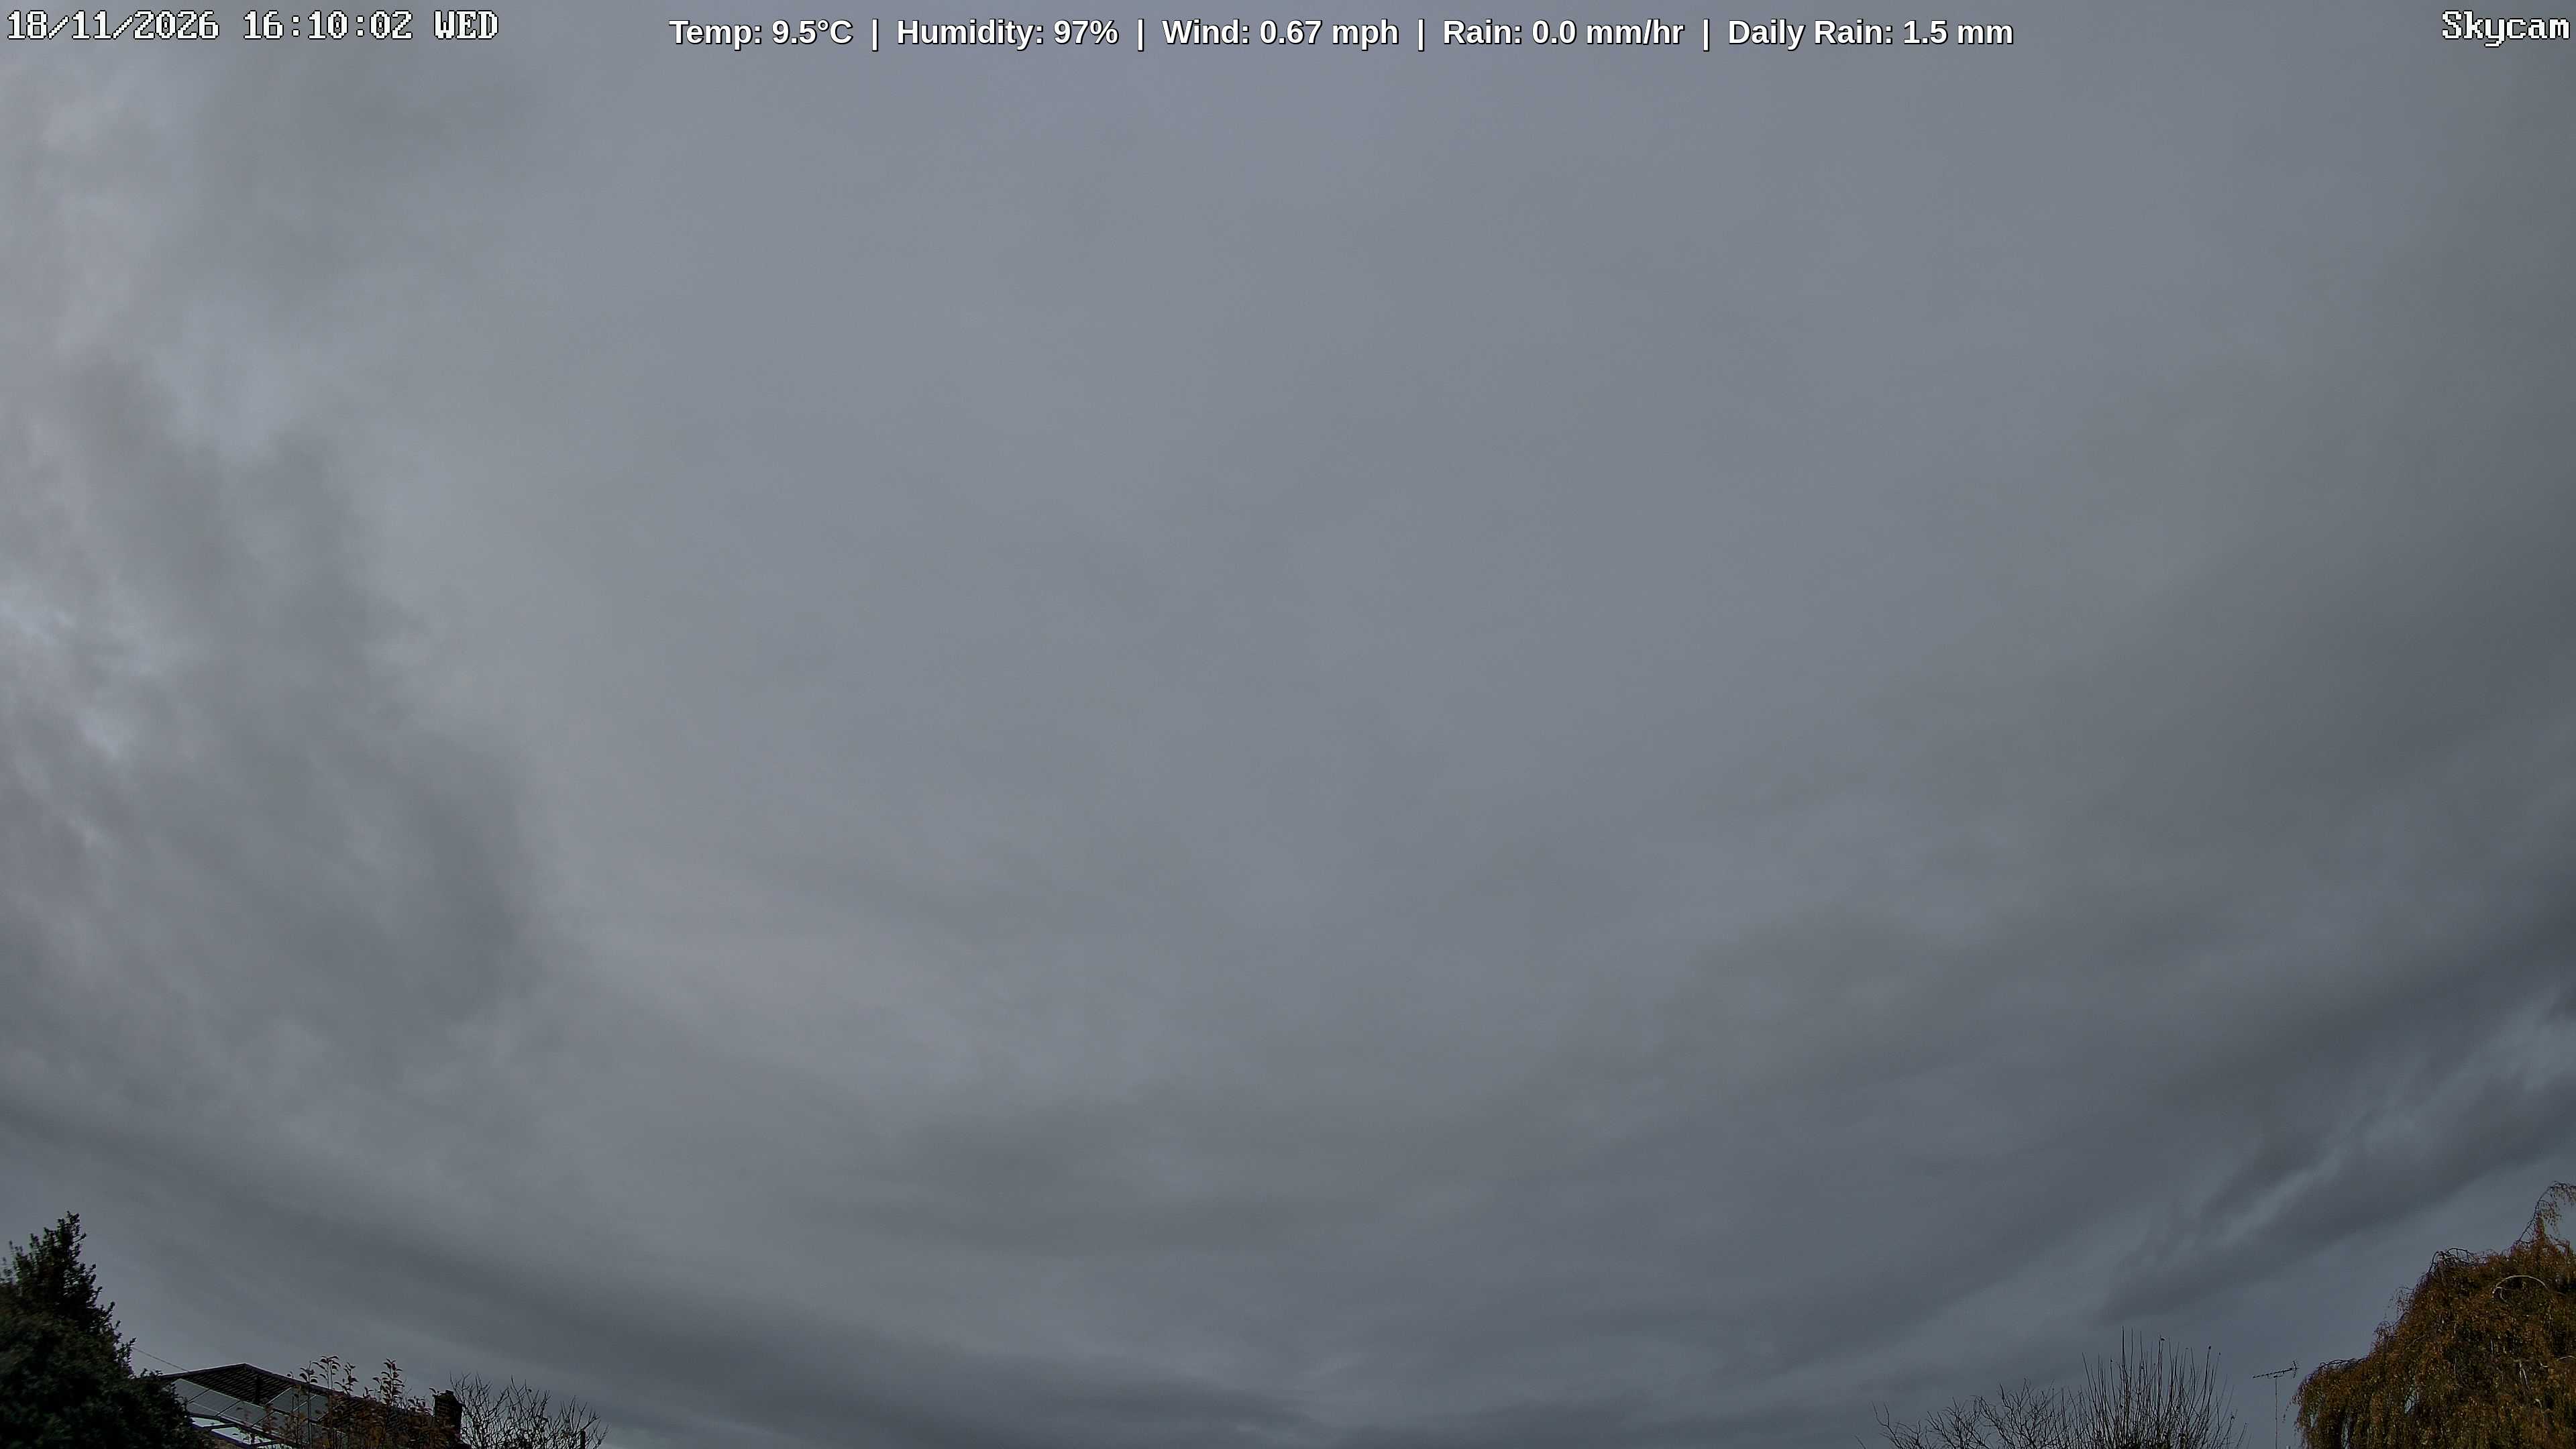 18/11/2026 16:10:02 WED
Temp: 9.5°C | Humidity: 97% | Wind: 0.67 mph | Rain: 0.0 mm/hr | Daily Rain: 1.5 mm
Skycam